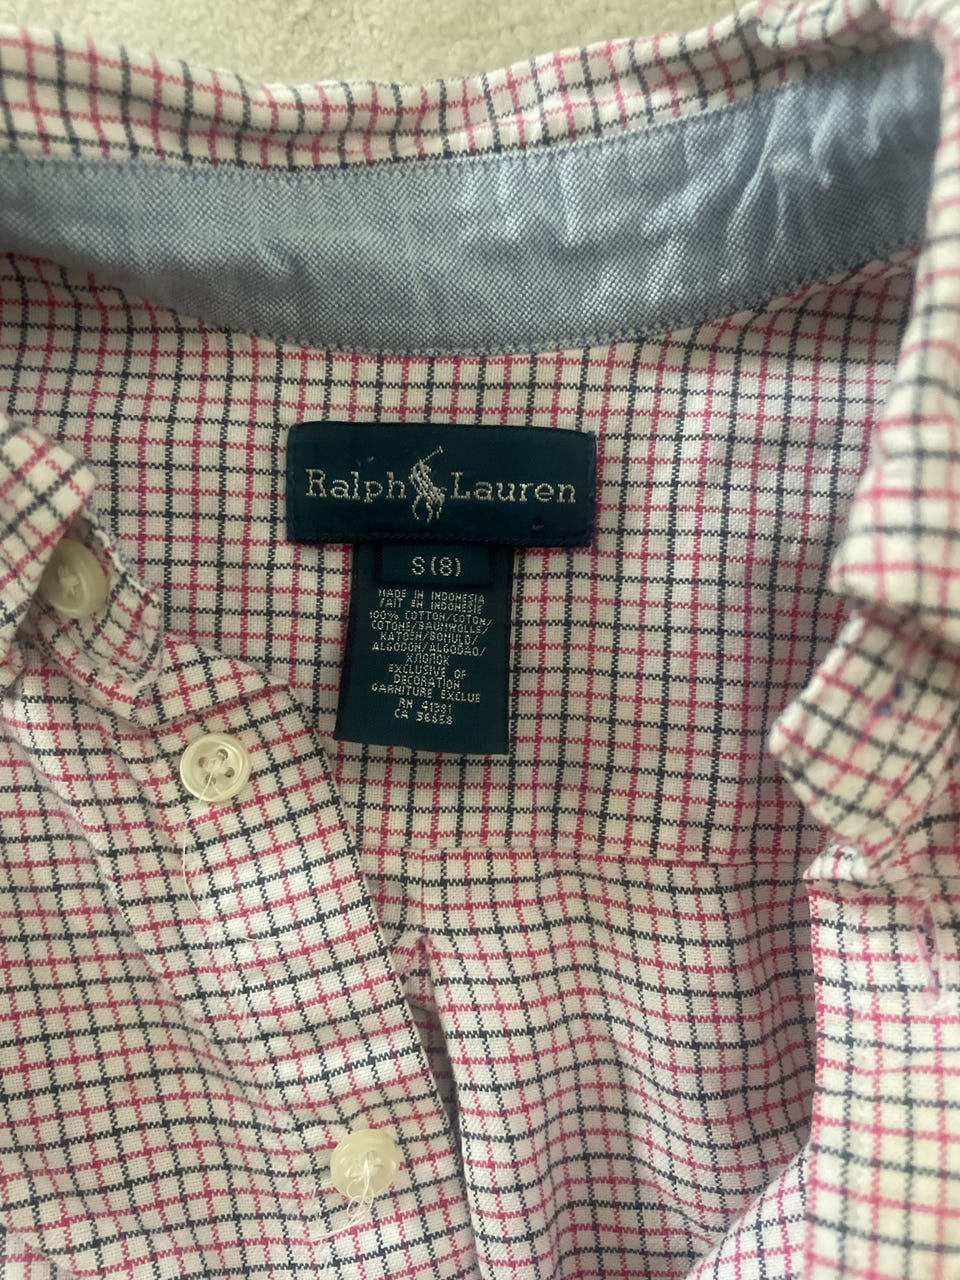 Ralph Lauren
S (8)
MADE IN INDONESIA
FAIT EN INDONESIE
100% COTTON/COTON/
COTONE/BAUMWOLLE/
KATOEN/BOMULD/
ALGODON/ALGODAO/
ХЛОПОК
EXCLUSIVE OF
DECORATION
GARNITURE EXCLUE
RN 41381
CA 36658